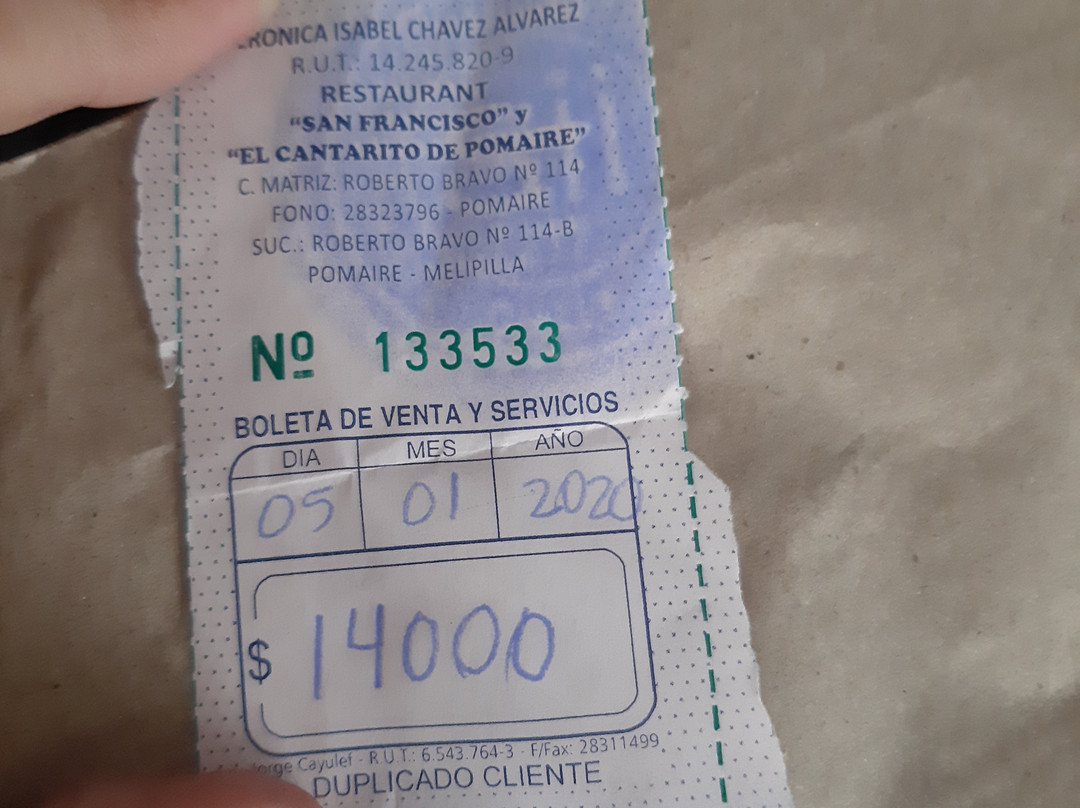 RONICA ISABEL CHAVEZ ALVAREZ
R.U.T.: 14.245.820-9
RESTAURANT
“SAN FRANCISCO” y
“EL CANTARITO DE POMAIRE”
C. MATRIZ: ROBERTO BRAVO Nº 114
FONO: 28323796 - POMAIRE
SUC.: ROBERTO BRAVO Nº 114-B
POMAIRE - MELIPILLA
Nº 133533
BOLETA DE VENTA Y SERVICIOS
DIA MES AÑO
05 01 2020
$ 14000
Jorge Cayulef - R.U.T.: 6.543.764-3 - F/Fax: 28311499
DUPLICADO CLIENTE